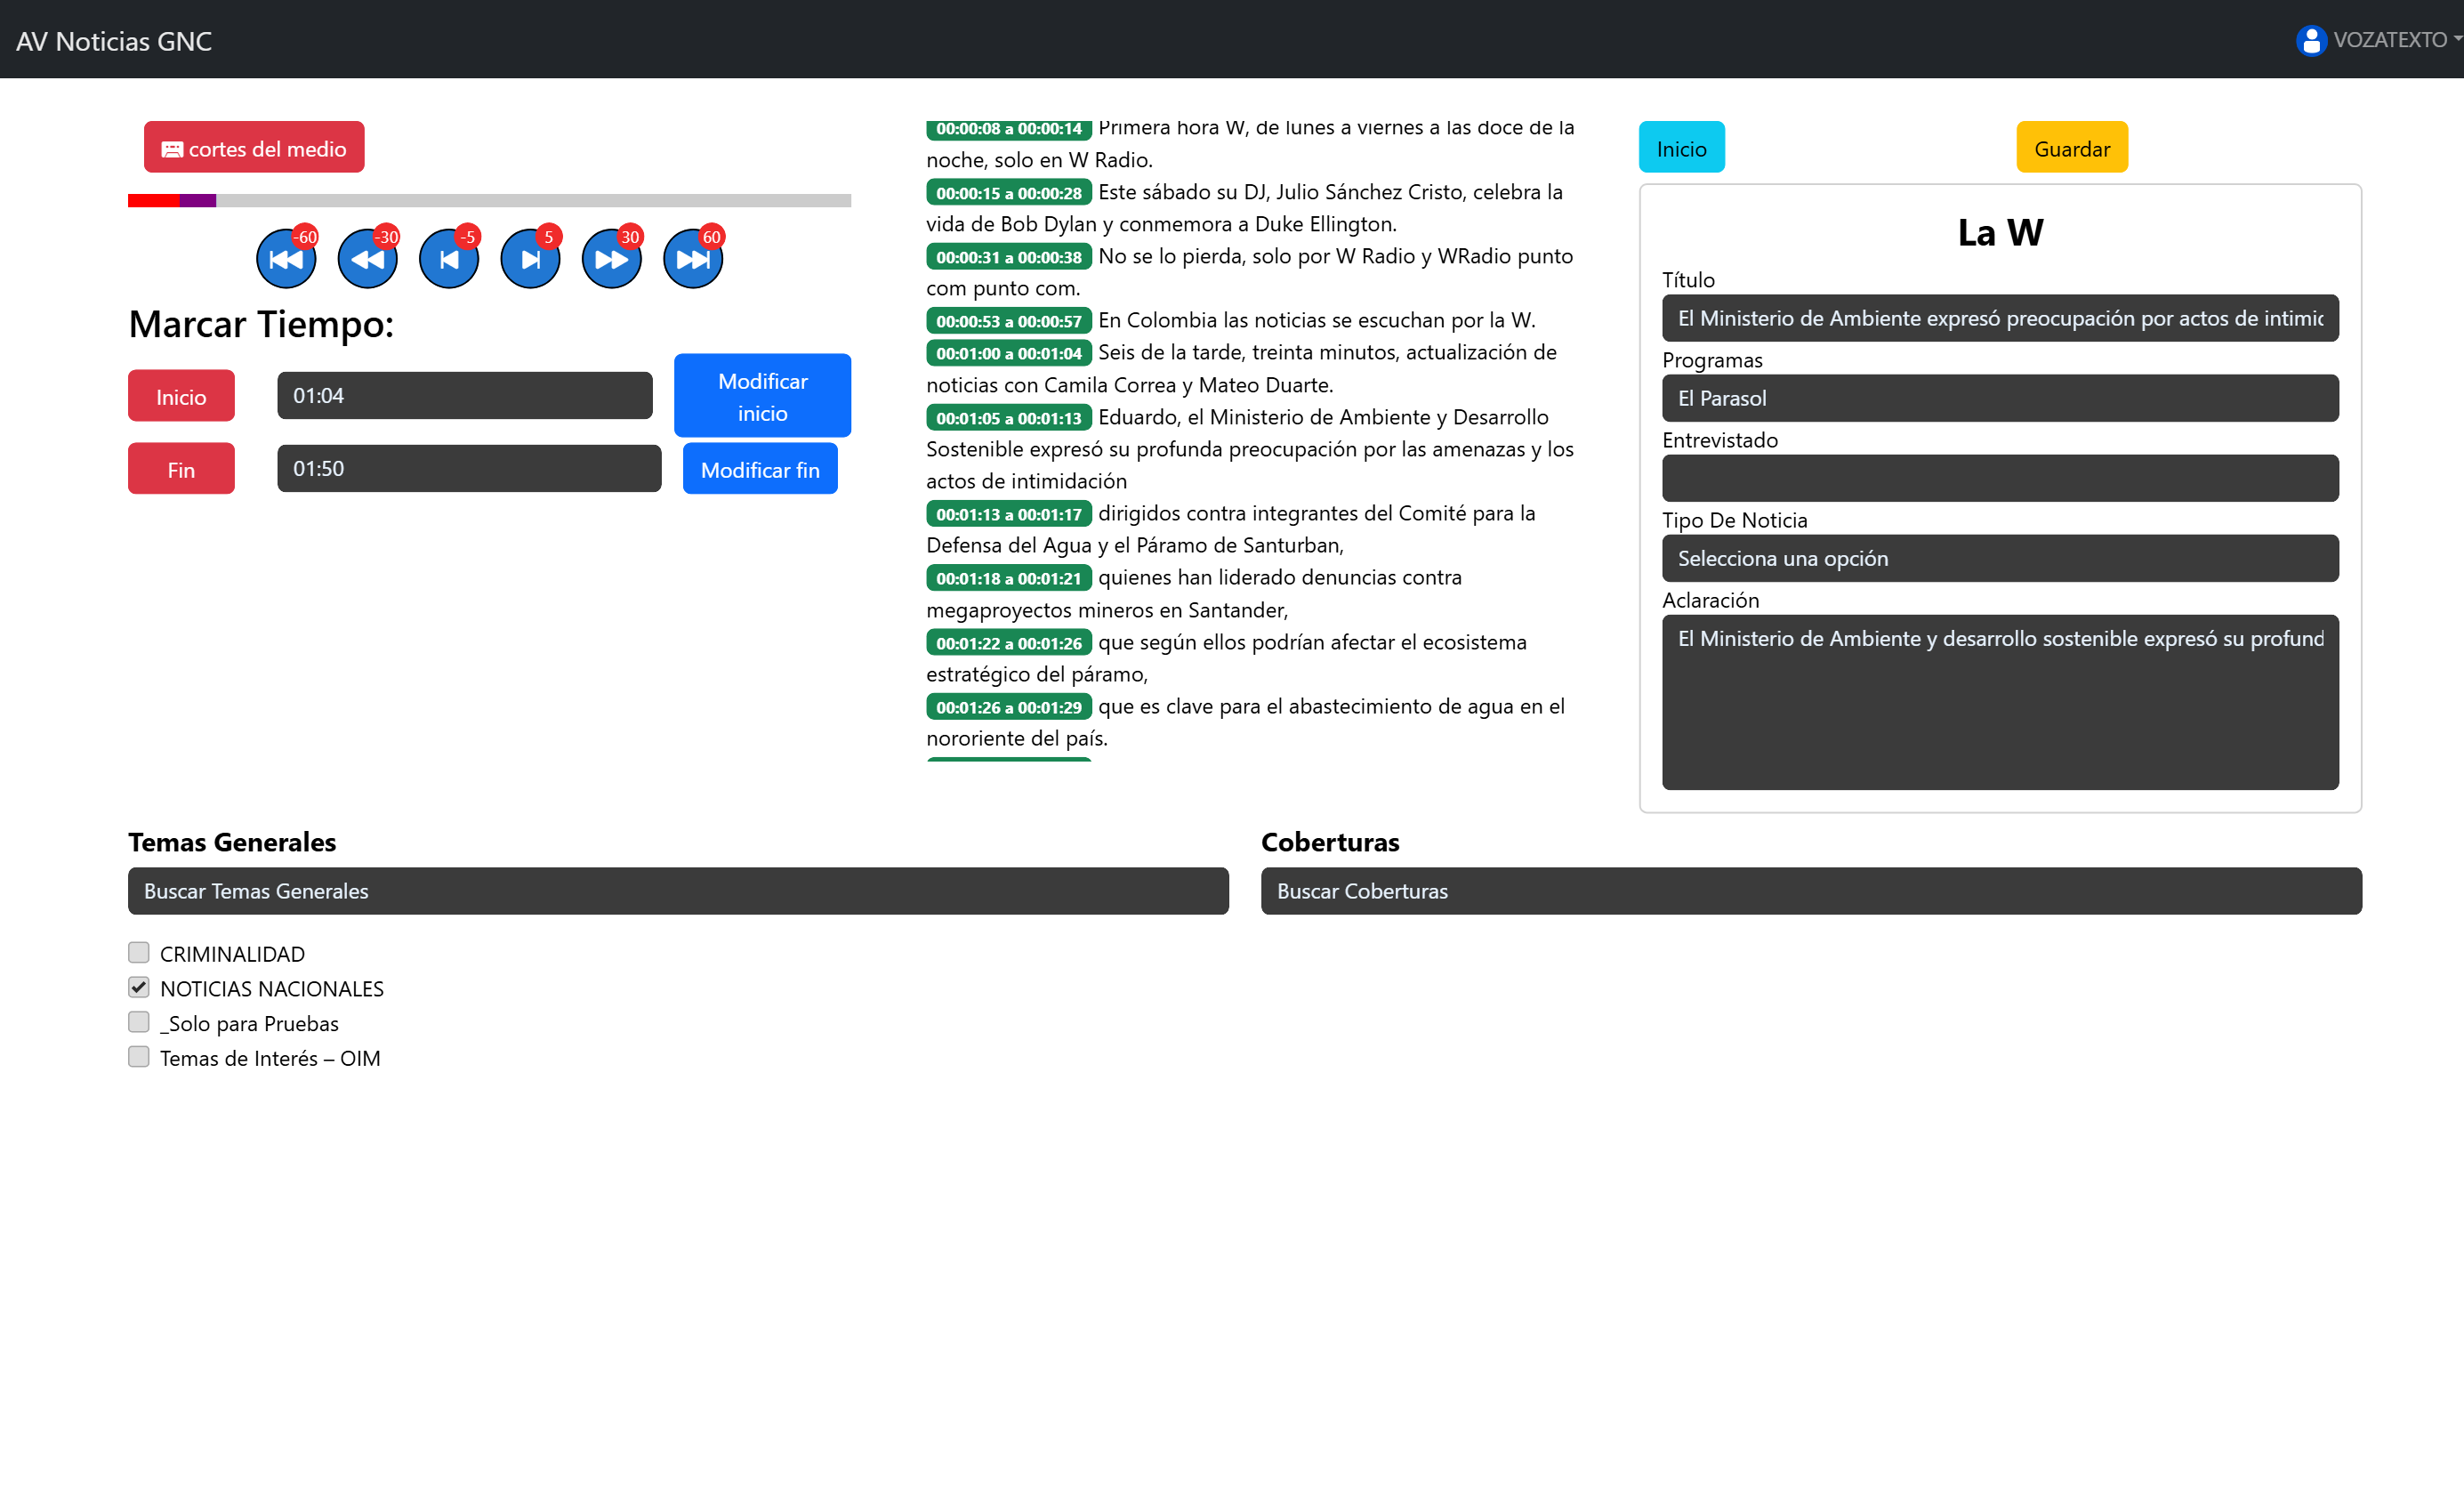 AV Noticias GNC
VOZATEXTO
cortes del medio
-60
-30
-5
5
30
60
Marcar Tiempo:
Inicio
01:04
Modificar
inicio
Fin
01:50
Modificar fin
00:00:08 a 00:00:14 Primera hora W, de lunes a viernes a las doce de la
noche, solo en W Radio.
00:00:15 a 00:00:28 Este sábado su DJ, Julio Sánchez Cristo, celebra la
vida de Bob Dylan y conmemora a Duke Ellington.
00:00:31 a 00:00:38 No se lo pierda, solo por W Radio y WRadio punto
com punto com.
00:00:53 a 00:00:57 En Colombia las noticias se escuchan por la W.
00:01:00 a 00:01:04 Seis de la tarde, treinta minutos, actualización de
noticias con Camila Correa y Mateo Duarte.
00:01:05 a 00:01:13 Eduardo, el Ministerio de Ambiente y Desarrollo
Sostenible expresó su profunda preocupación por las amenazas y los
actos de intimidación
00:01:13 a 00:01:17 dirigidos contra integrantes del Comité para la
Defensa del Agua y el Páramo de Santurban,
00:01:18 a 00:01:21 quienes han liderado denuncias contra
megaproyectos mineros en Santander,
00:01:22 a 00:01:26 que según ellos podrían afectar el ecosistema
estratégico del páramo,
00:01:26 a 00:01:29 que es clave para el abastecimiento de agua en el
nororiente del país.
Inicio
Guardar
La W
Título
El Ministerio de Ambiente expresó preocupación por actos de intimid
Programas
El Parasol
Entrevistado
Tipo De Noticia
Selecciona una opción
Aclaración
El Ministerio de Ambiente y desarrollo sostenible expresó su profund
Temas Generales
Buscar Temas Generales
CRIMINALIDAD
NOTICIAS NACIONALES
_Solo para Pruebas
Temas de Interés – OIM
Coberturas
Buscar Coberturas